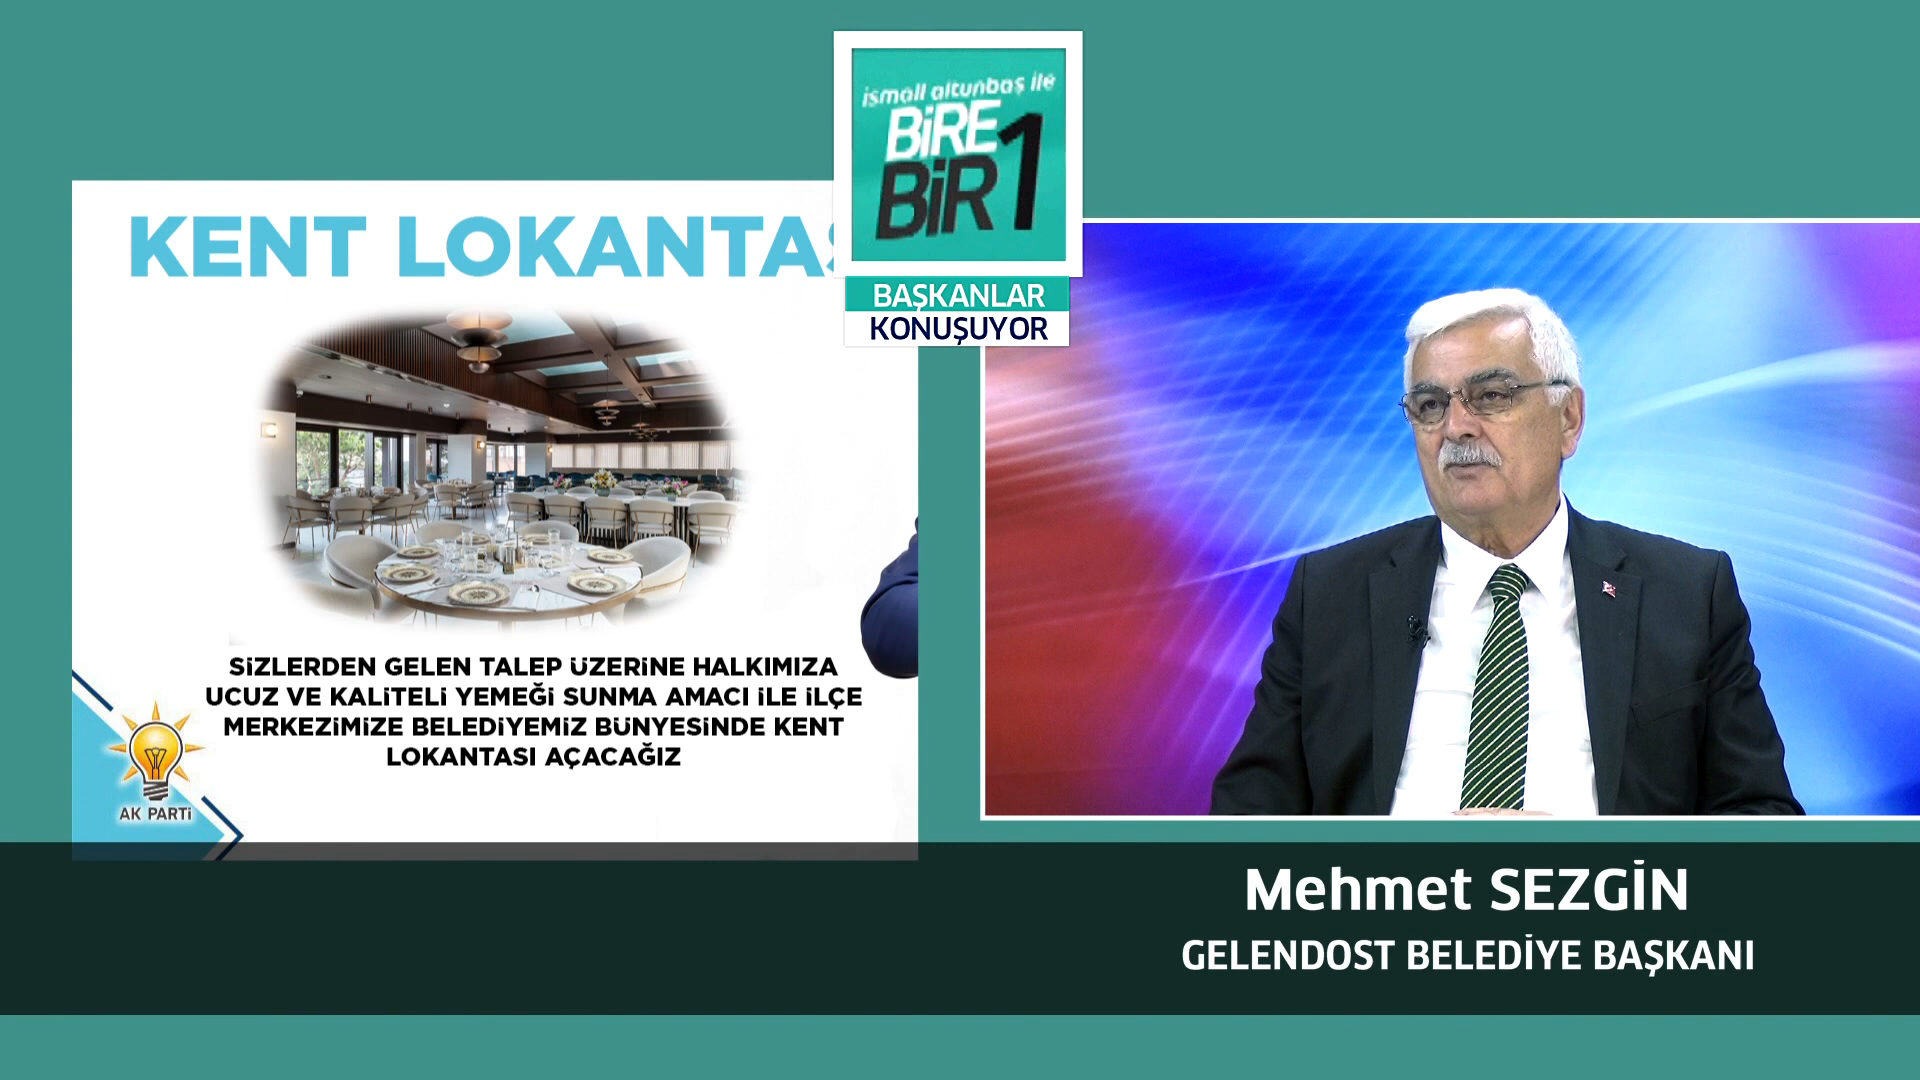 ismail altunbaş ile
BİRE
BİR 1
BAŞKANLAR
KONUŞUYOR
KENT LOKANTAS
SİZLERDEN GELEN TALEP ÜZERİNE HALKIMIZA
UCUZ VE KALİTELİ YEMEĞİ SUNMA AMACI İLE İLÇE
MERKEZİMİZE BELEDİYEMİZ BÜNYESİNDE KENT
LOKANTASI AÇACAĞIZ
AK PARTİ
Mehmet SEZGİN
GELENDOST BELEDİYE BAŞKANI